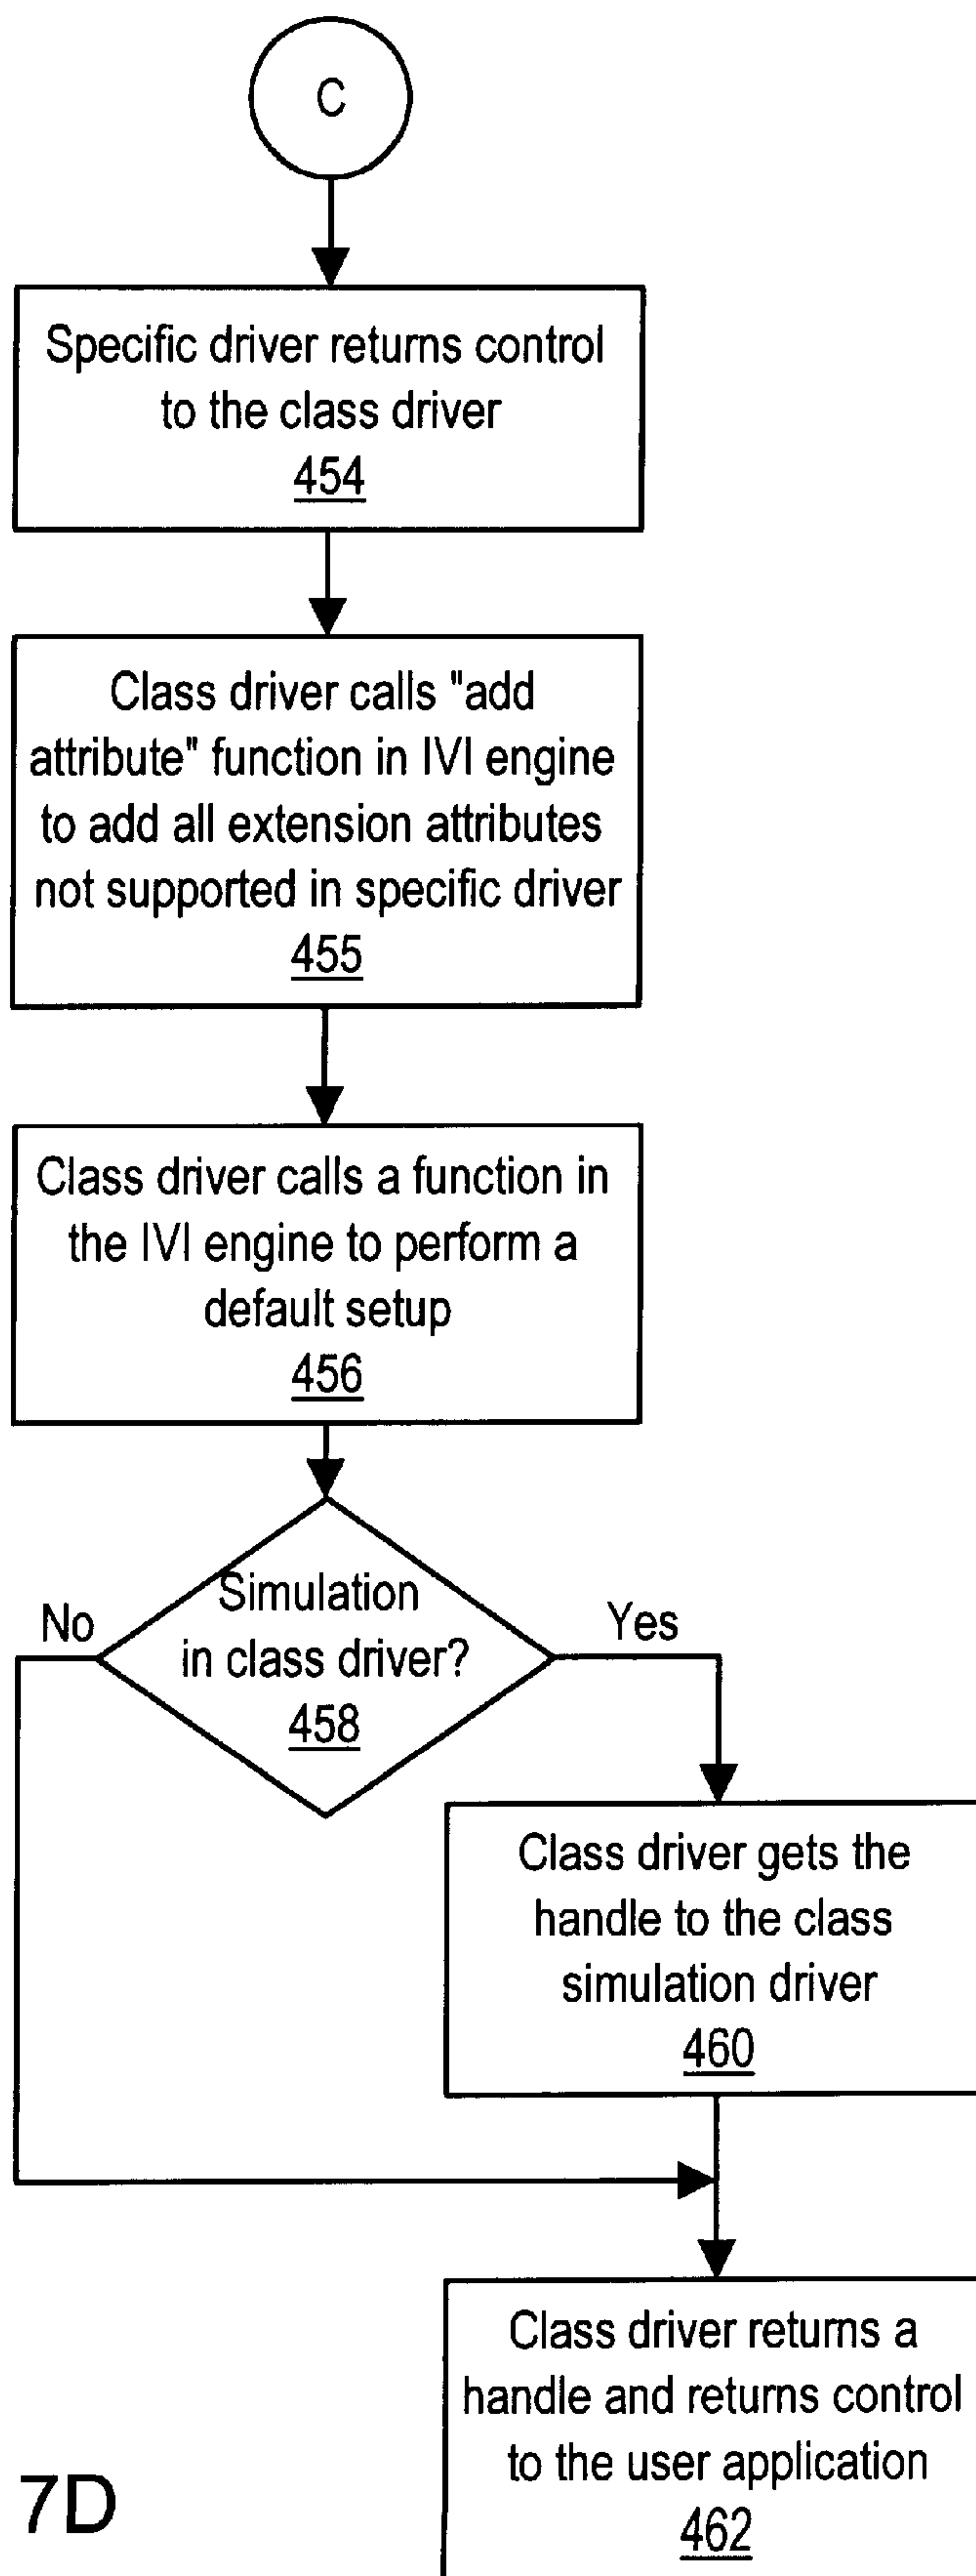 C
Specific driver returns control
to the class driver
454
Class driver calls "add
attribute" function in IVI engine
to add all extension attributes
not supported in specific driver
455
Class driver calls a function in
the IVI engine to perform a
default setup
456
Simulation
in class driver?
458
No
Yes
Class driver gets the
handle to the class
simulation driver
460
Class driver returns a
handle and returns control
to the user application
462
7D